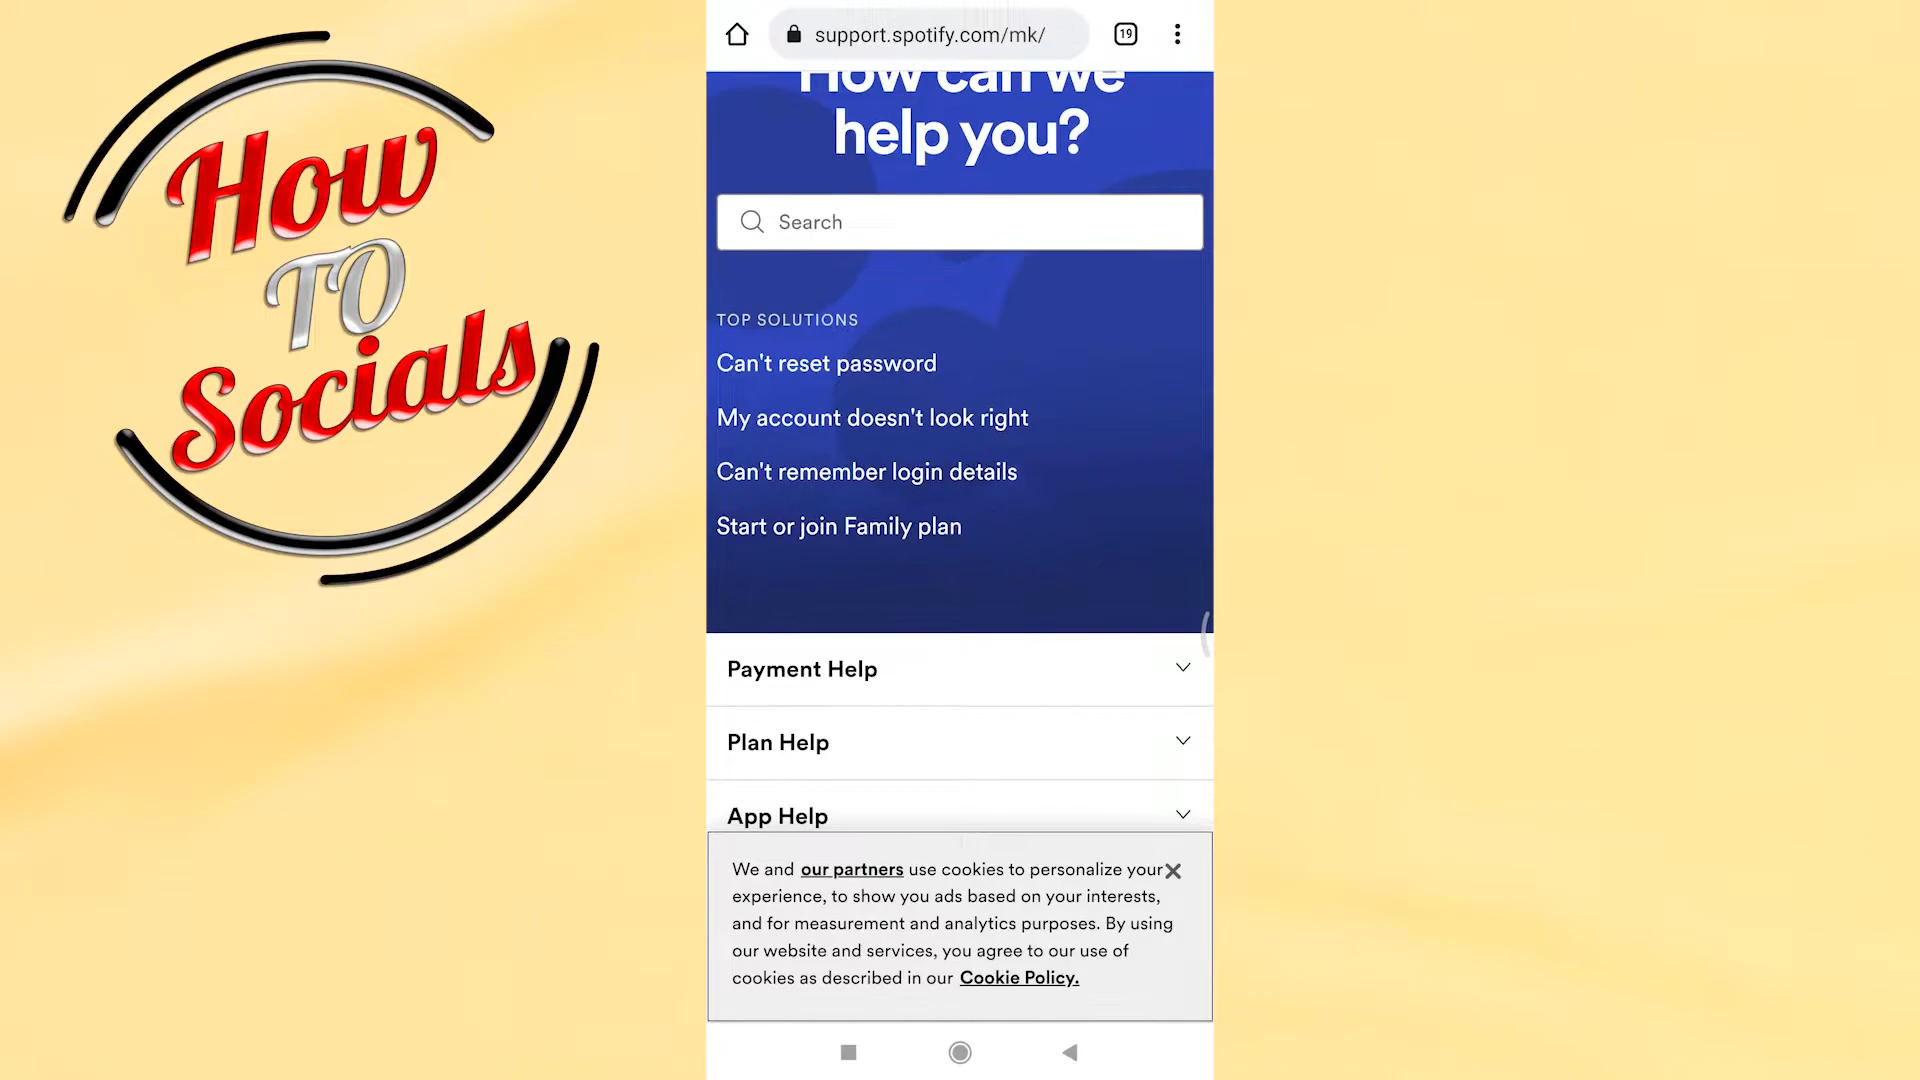 How
TO
Socials
support.spotify.com/mk/
19
How can we
help you?
Search
TOP SOLUTIONS
Can't reset password
My account doesn't look right
Can't remember login details
Start or join Family plan
Payment Help
Plan Help
App Help
We and our partners use cookies to personalize your
experience, to show you ads based on your interests,
and for measurement and analytics purposes. By using
our website and services, you agree to our use of
cookies as described in our Cookie Policy.